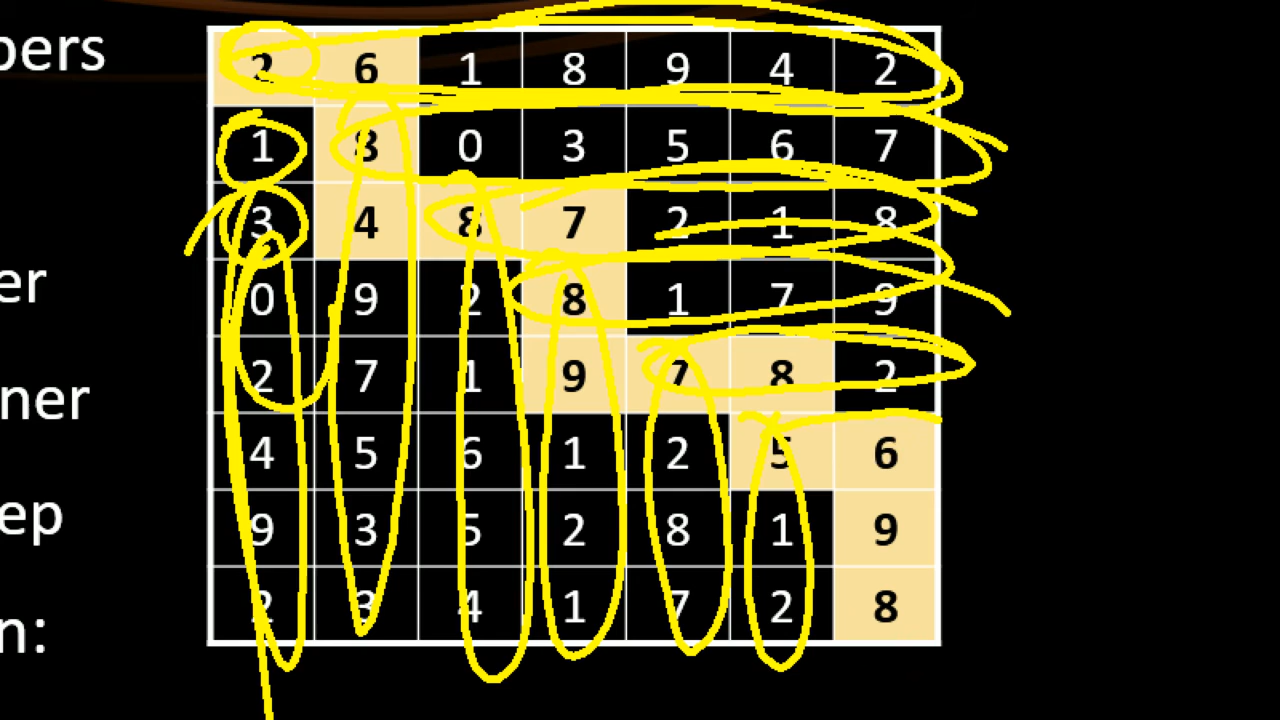 bers
2 6 1 8 9 4 2
1 8 0 3 5 6 7
3 4 8 7 2 1 8
er
0 9 2 8 1 7 9
2 7 1 9 7 8 2
ner
4 5 6 1 2 5 6
ep
9 3 5 2 8 1 9
2 3 4 1 7 2 8
n: